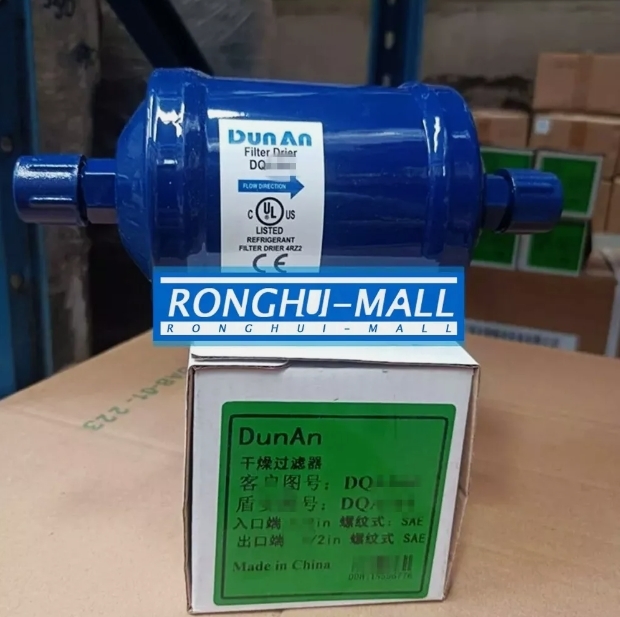 DunAn
Filter Drier
DQ
FLOW DIRECTION
C UL US
LISTED
REFRIGERANT
FILTER DRIER 4RZ2
CE
RONGHUI-MALL
RONGHUI-MALL
DunAn
干燥过滤器
客户图号: DQ
盾 号: DQA
入口端 in 螺纹式: SAE
出口端 /2in 螺纹式: SAE
Made in China